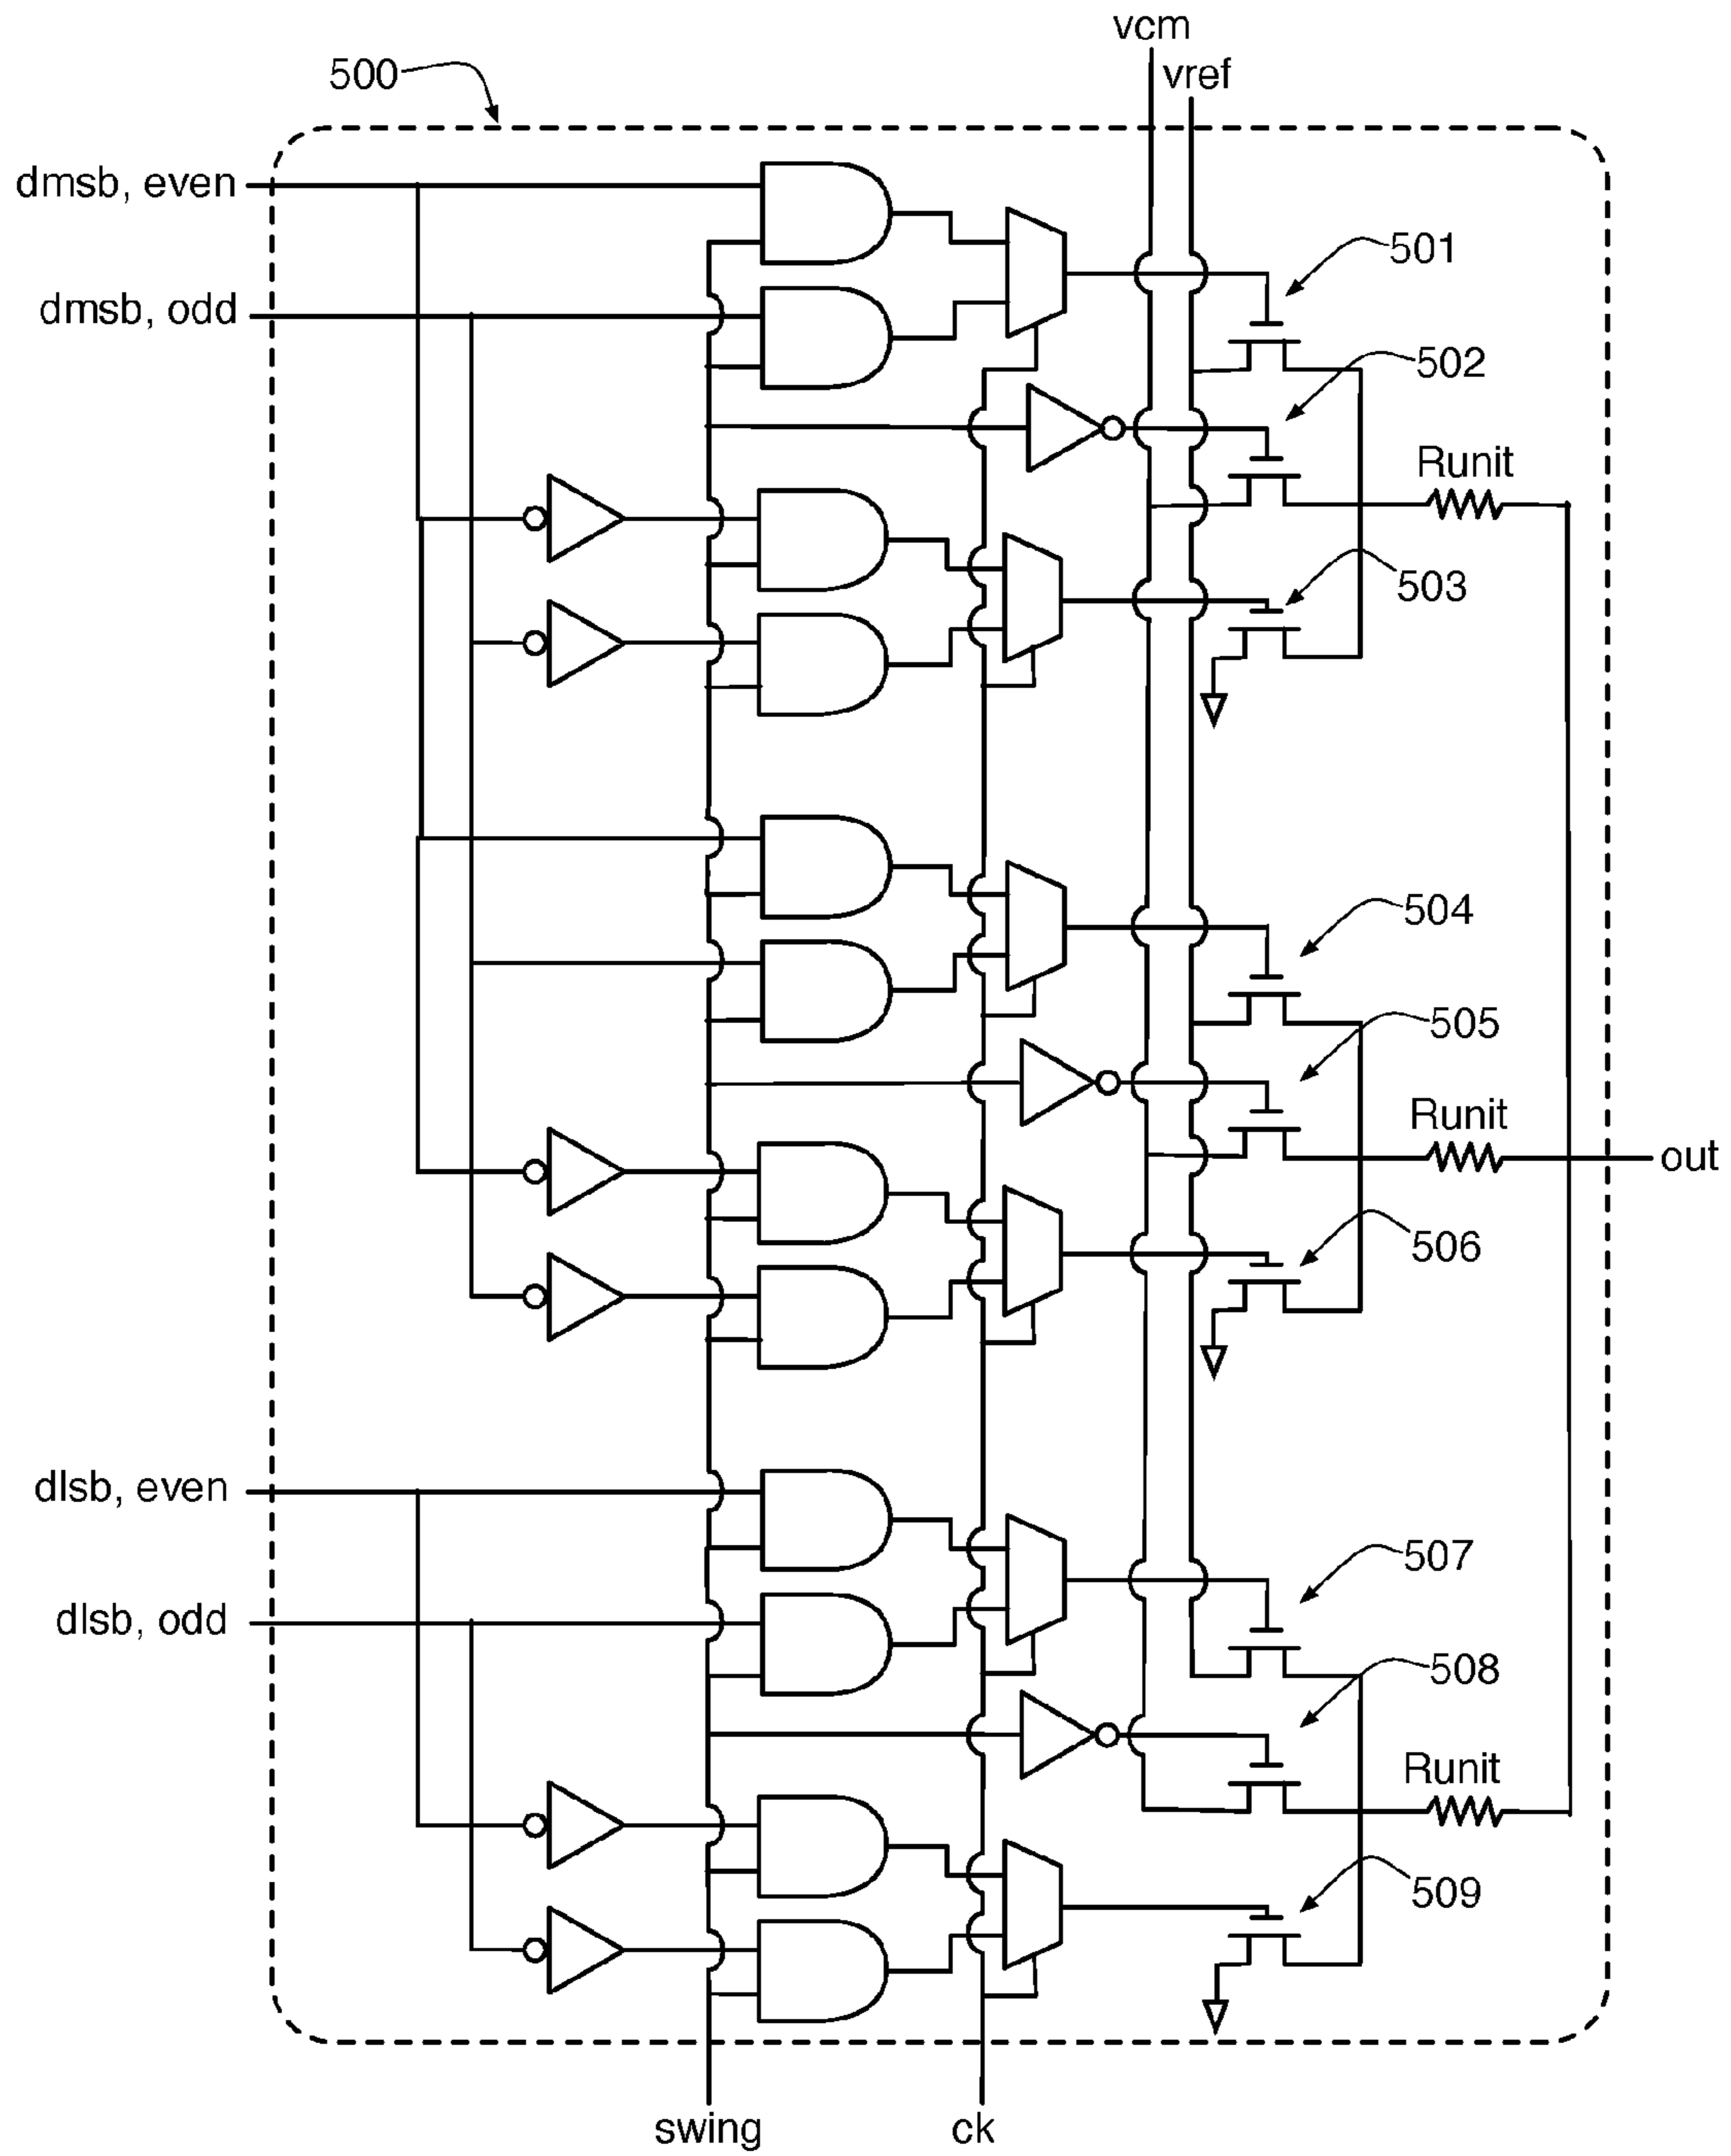 vcm
500
vref
dmsb, even
501
dmsb, odd
502
Runit
503
504
505
Runit
out
506
dlsb, even
507
dlsb, odd
508
Runit
509
swing
ck